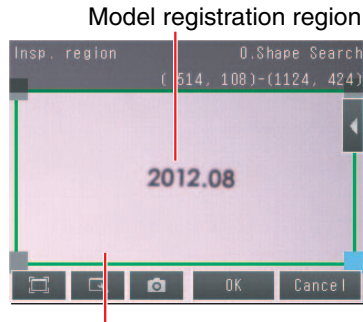 Model registration region
Insp. region
0.Shape Search
( 514, 108)-(1124, 424)
2012.08
OK
Cancel